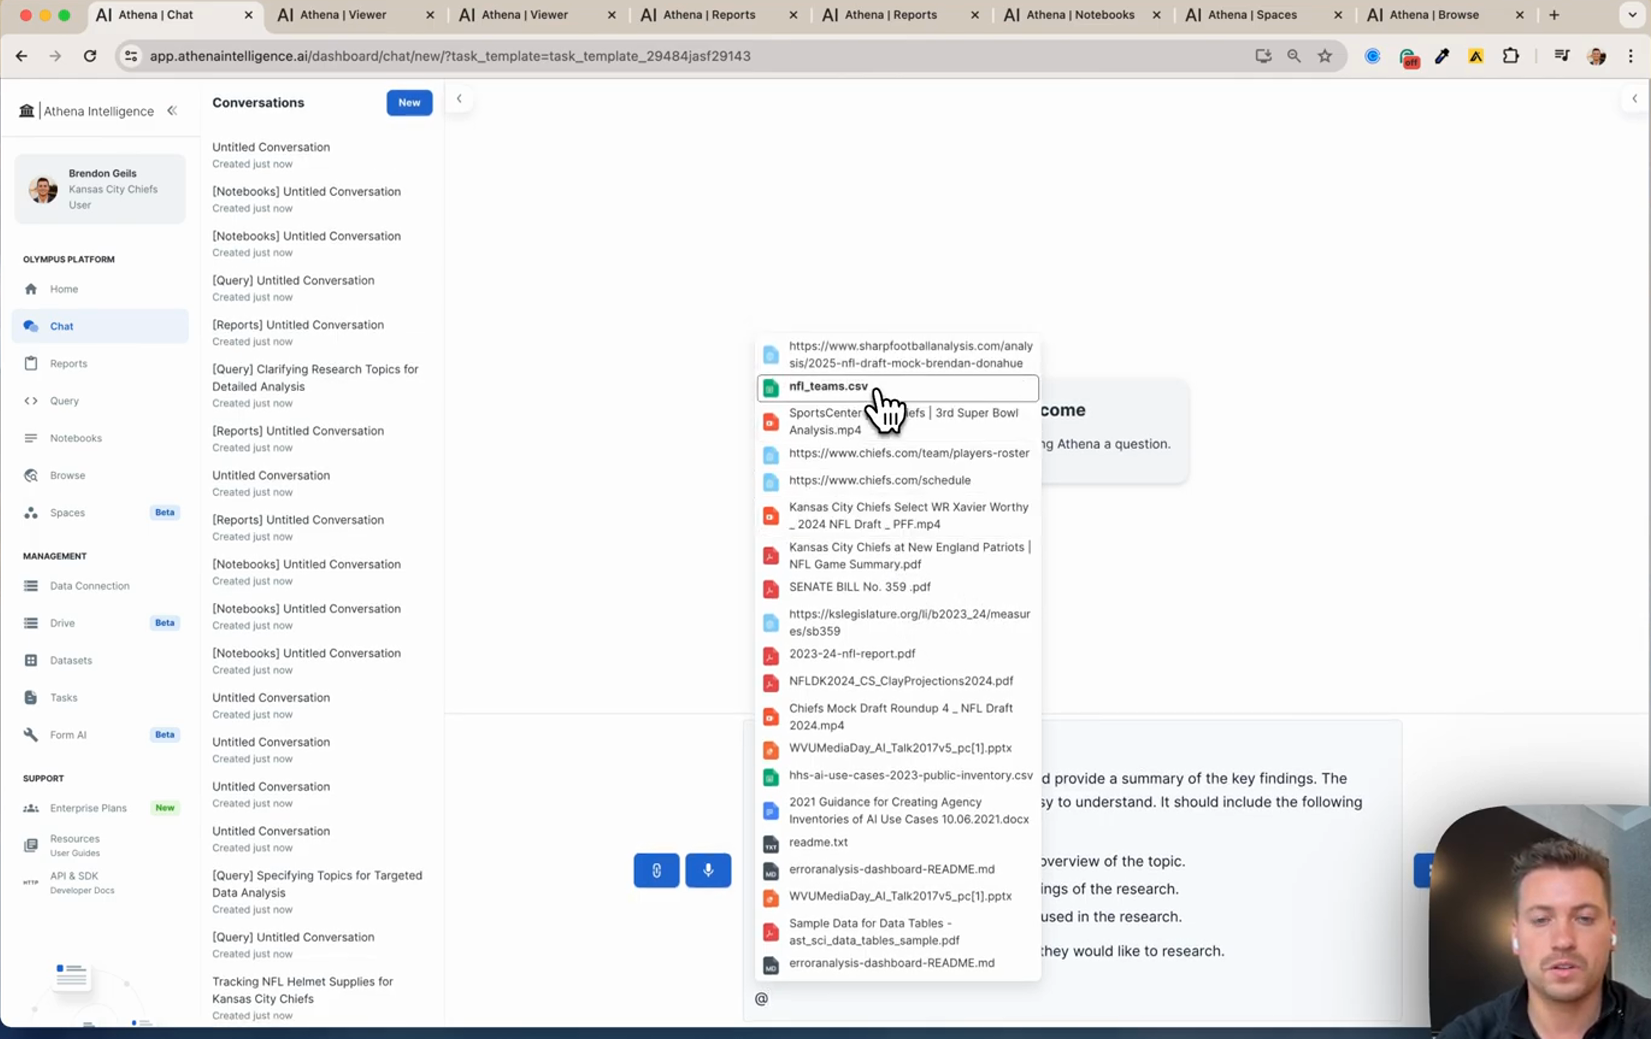 Athena | Chat
Athena | Viewer
Athena | Viewer
Athena | Reports
Athena | Reports
Athena | Notebooks
Athena | Spaces
Athena | Browse
app.athenaintelligence.ai/dashboard/chat/new/?task_template=task_template_29484jasf29143
off
Athena Intelligence
Brendon Geils
Kansas City Chiefs
User
OLYMPUS PLATFORM
Home
Chat
Reports
Query
Notebooks
Browse
Spaces
Beta
MANAGEMENT
Data Connection
Drive
Beta
Datasets
Tasks
Form AI
Beta
SUPPORT
Enterprise Plans
New
Resources
User Guides
HTTP
API & SDK
Developer Docs
Conversations
New
Untitled Conversation
Created just now
[Notebooks] Untitled Conversation
Created just now
[Notebooks] Untitled Conversation
Created just now
[Query] Untitled Conversation
Created just now
[Reports] Untitled Conversation
Created just now
[Query] Clarifying Research Topics for
Detailed Analysis
Created just now
[Reports] Untitled Conversation
Created just now
Untitled Conversation
Created just now
[Reports] Untitled Conversation
Created just now
[Notebooks] Untitled Conversation
Created just now
[Notebooks] Untitled Conversation
Created just now
[Notebooks] Untitled Conversation
Created just now
Untitled Conversation
Created just now
Untitled Conversation
Created just now
Untitled Conversation
Created just now
Untitled Conversation
Created just now
[Query] Specifying Topics for Targeted
Data Analysis
Created just now
[Query] Untitled Conversation
Created just now
Tracking NFL Helmet Supplies for
Kansas City Chiefs
Created just now
https://www.sharpfootballanalysis.com/analy
sis/2025-nfl-draft-mock-brendan-donahue
nfl_teams.csv
SportsCenter iefs | 3rd Super Bowl
Analysis.mp4
https://www.chiefs.com/team/players-roster
https://www.chiefs.com/schedule
Kansas City Chiefs Select WR Xavier Worthy
_ 2024 NFL Draft _ PFF.mp4
Kansas City Chiefs at New England Patriots |
NFL Game Summary.pdf
SENATE BILL No. 359 .pdf
https://kslegislature.org/li/b2023_24/measur
es/sb359
2023-24-nfl-report.pdf
NFLDK2024_CS_ClayProjections2024.pdf
Chiefs Mock Draft Roundup 4 _ NFL Draft
2024.mp4
WVUMediaDay_AI_Talk2017v5_pc[1].pptx
hhs-ai-use-cases-2023-public-inventory.csv
2021 Guidance for Creating Agency
Inventories of AI Use Cases 10.06.2021.docx
TXT
readme.txt
MD
erroranalysis-dashboard-README.md
WVUMediaDay_AI_Talk2017v5_pc[1].pptx
Sample Data for Data Tables -
ast_sci_data_tables_sample.pdf
MD
erroranalysis-dashboard-README.md
come
ng Athena a question.
d provide a summary of the key findings. The
sy to understand. It should include the following
overview of the topic.
ings of the research.
used in the research.
they would like to research.
@